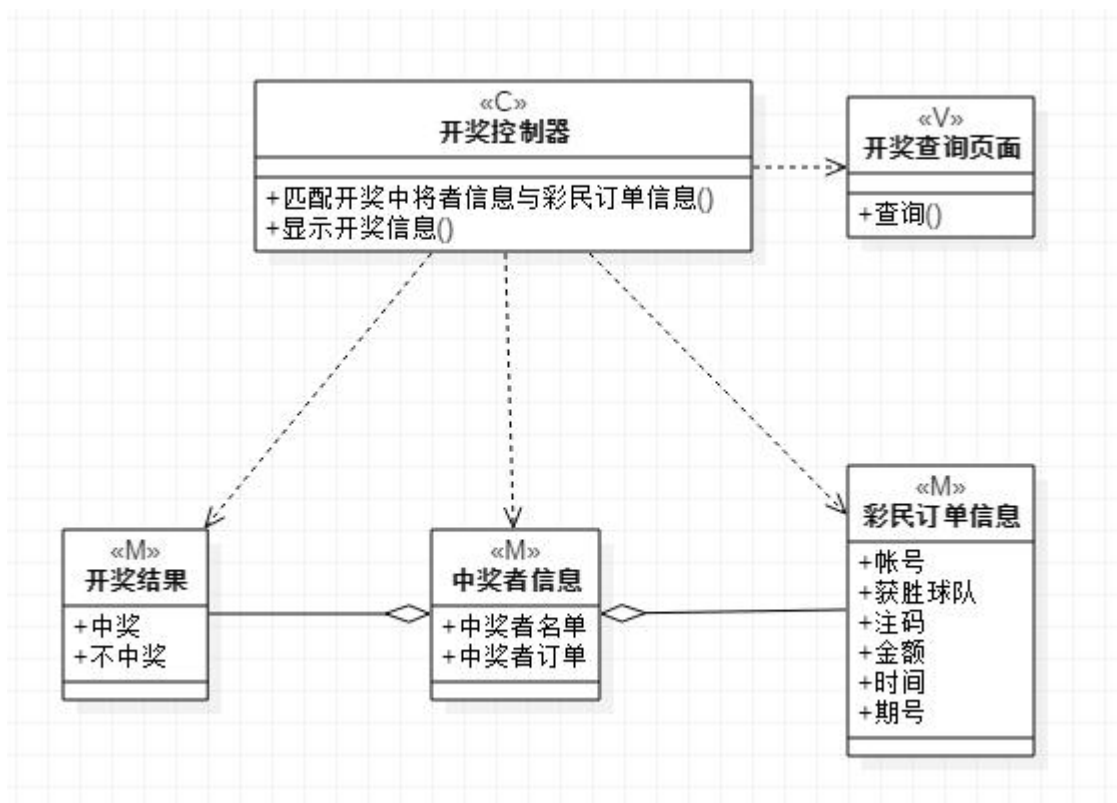 «C»
开奖控制器
+匹配开奖中将者信息与彩民订单信息()
+显示开奖信息()
«V»
开奖查询页面
+查询()
«M»
开奖结果
+中奖
+不中奖
«M»
中奖者信息
+中奖者名单
+中奖者订单
«M»
彩民订单信息
+帐号
+获胜球队
+注码
+金额
+时间
+期号